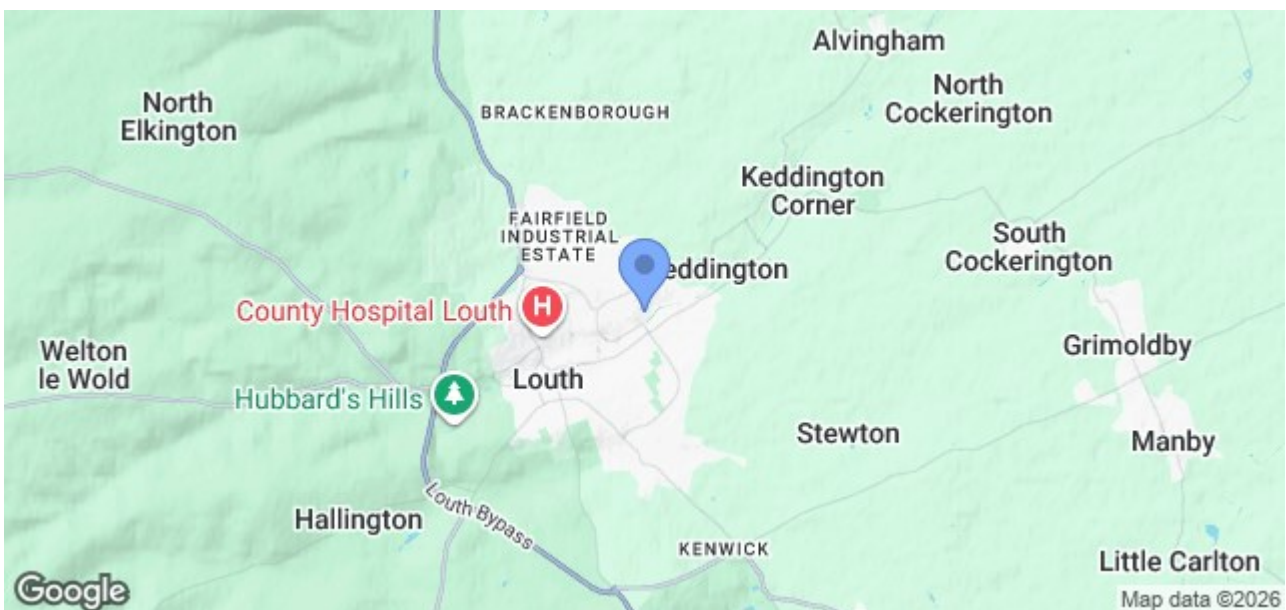 Alvingham
North
Elkington
North
Cockerington
BRACKENBOROUGH
Keddington
Corner
FAIRFIELD
INDUSTRIAL
ESTATE
South
Cockerington
eddington
County Hospital Louth
H
Welton
le Wold
Grimoldby
Louth
Hubbard's Hills
Stewton
Manby
Louth Bypass
Hallington
KENWICK
Little Carlton
Google
Map data ©2026